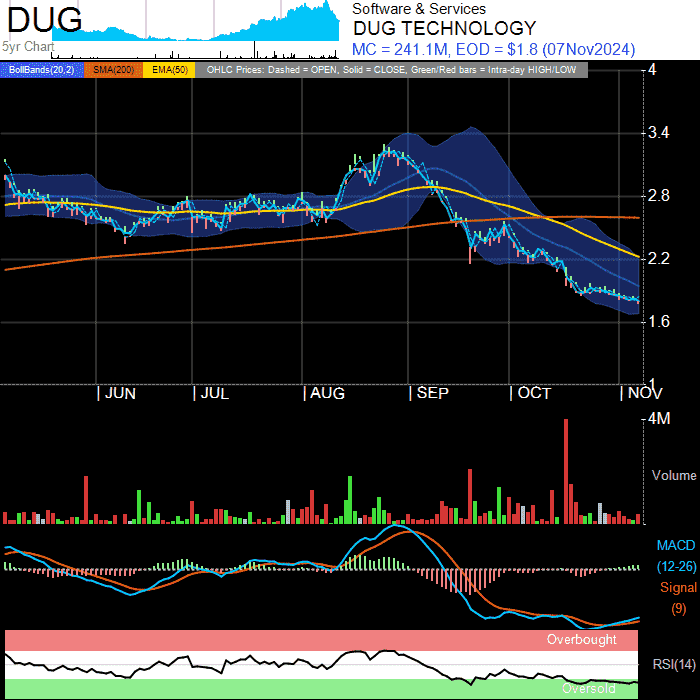 DUG
Software & Services
DUG TECHNOLOGY
5yr Chart
MC = 241.1M, EOD = $1.8 (07Nov2024)
BollBands(20,2) SMA(200) EMA(50) OHLC Prices: Dashed = OPEN, Solid = CLOSE, Green/Red bars = Intra-day HIGH/LOW
4
3.4
2.8
2.2
1.6
1
JUN JUL AUG SEP OCT NOV
4M
Volume
MACD
(12-26)
Signal
(9)
Overbought
RSI(14)
Oversold